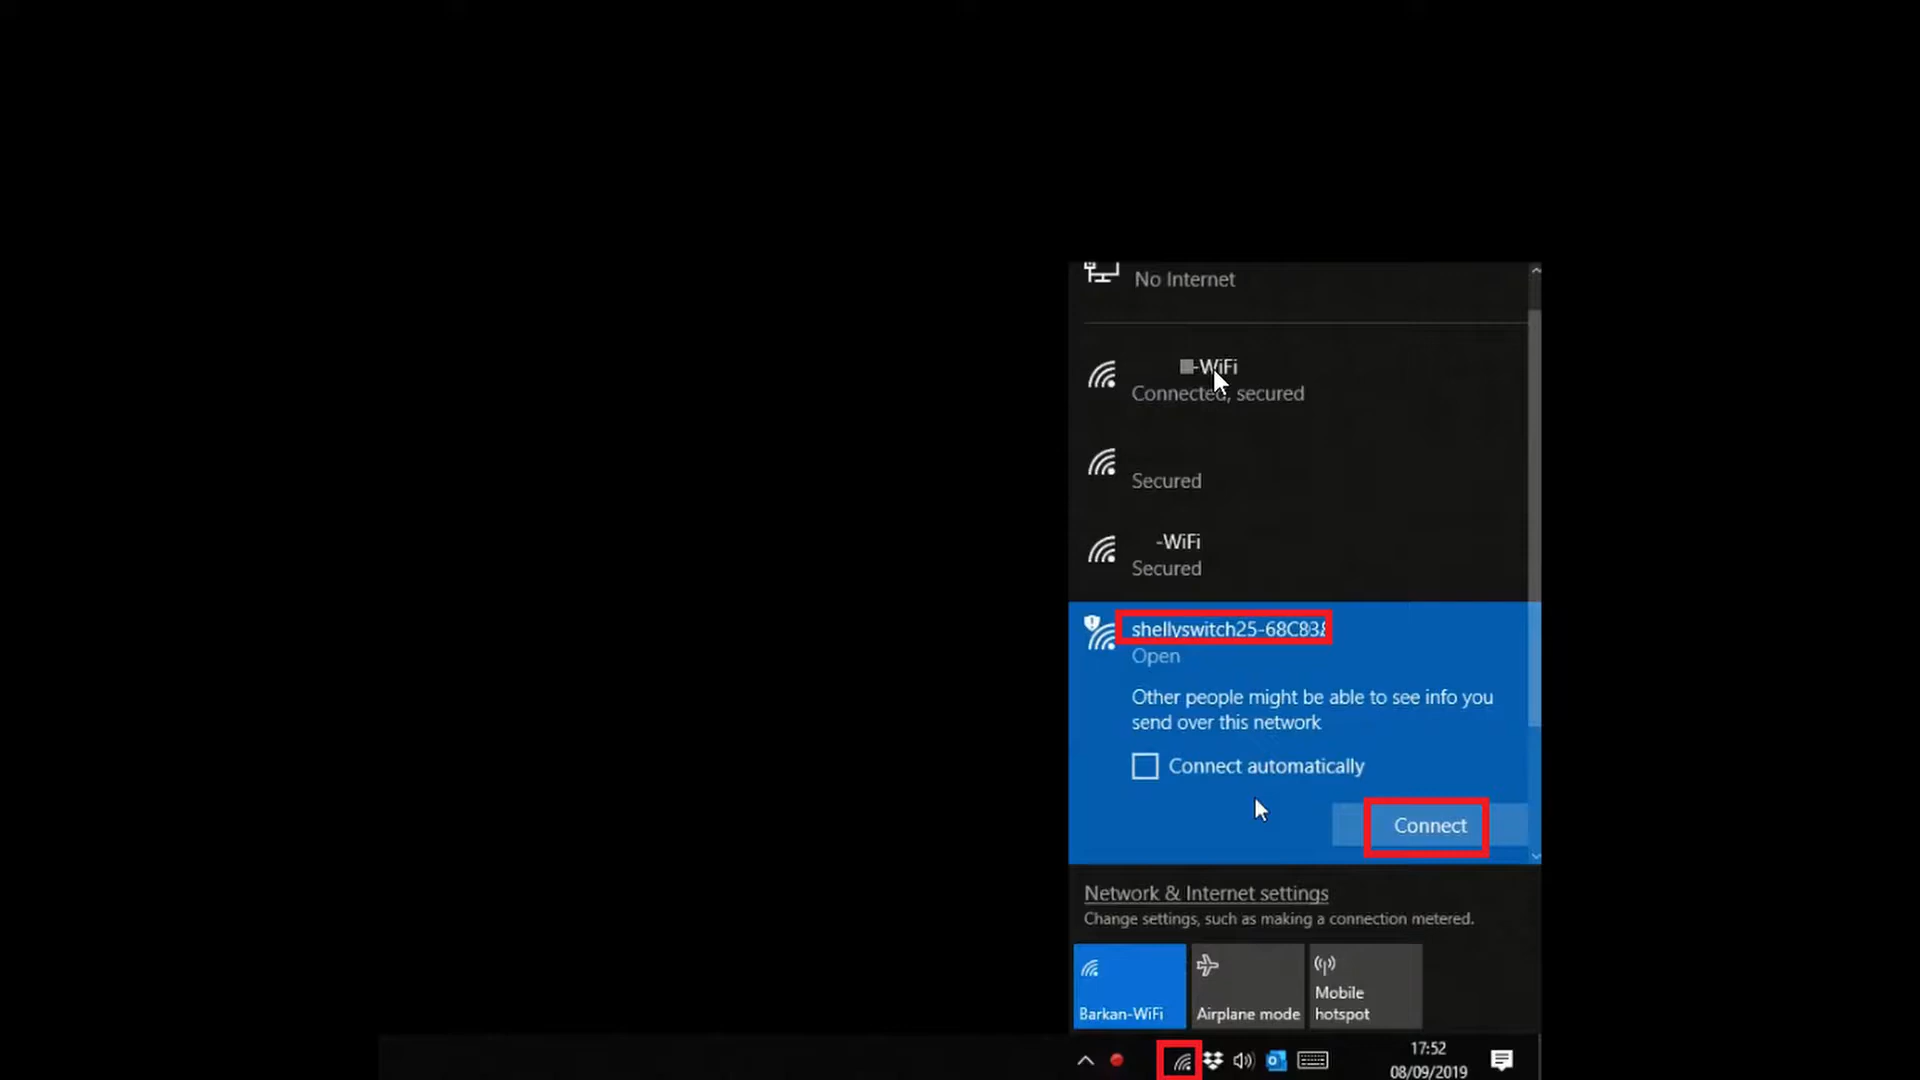 No Internet
-WiFi
Connected, secured
Secured
-WiFi
Secured
shellyswitch25-68C83
Open
Other people might be able to see info you
send over this network
Connect automatically
Connect
Network & Internet settings
Change settings, such as making a connection metered.
Barkan-WiFi
Airplane mode
Mobile
hotspot
17:52
08/09/2019